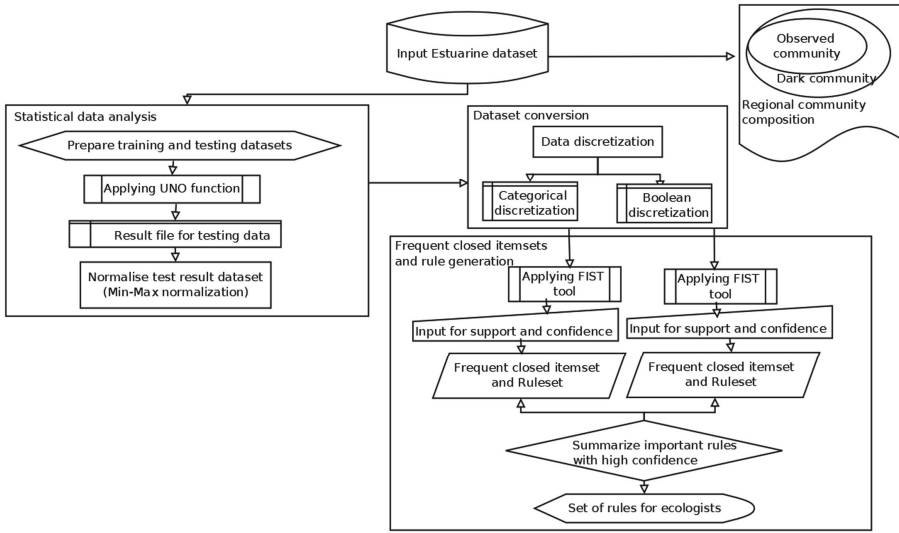 Input Estuarine dataset
Observed
community
Dark community
Regional community
composition
Statistical data analysis
Prepare training and testing datasets
Applying UNO function
Result file for testing data
Normalise test result dataset
(Min-Max normalization)
Dataset conversion
Data discretization
Categorical
discretization
Boolean
discretization
Frequent closed itemsets
and rule generation
Applying FIST
tool
Applying FIST
tool
Input for support and confidence
Input for support and confidence
Frequent closed itemset
and Ruleset
Frequent closed itemset
and Ruleset
Summarize important rules
with high confidence
Set of rules for ecologists